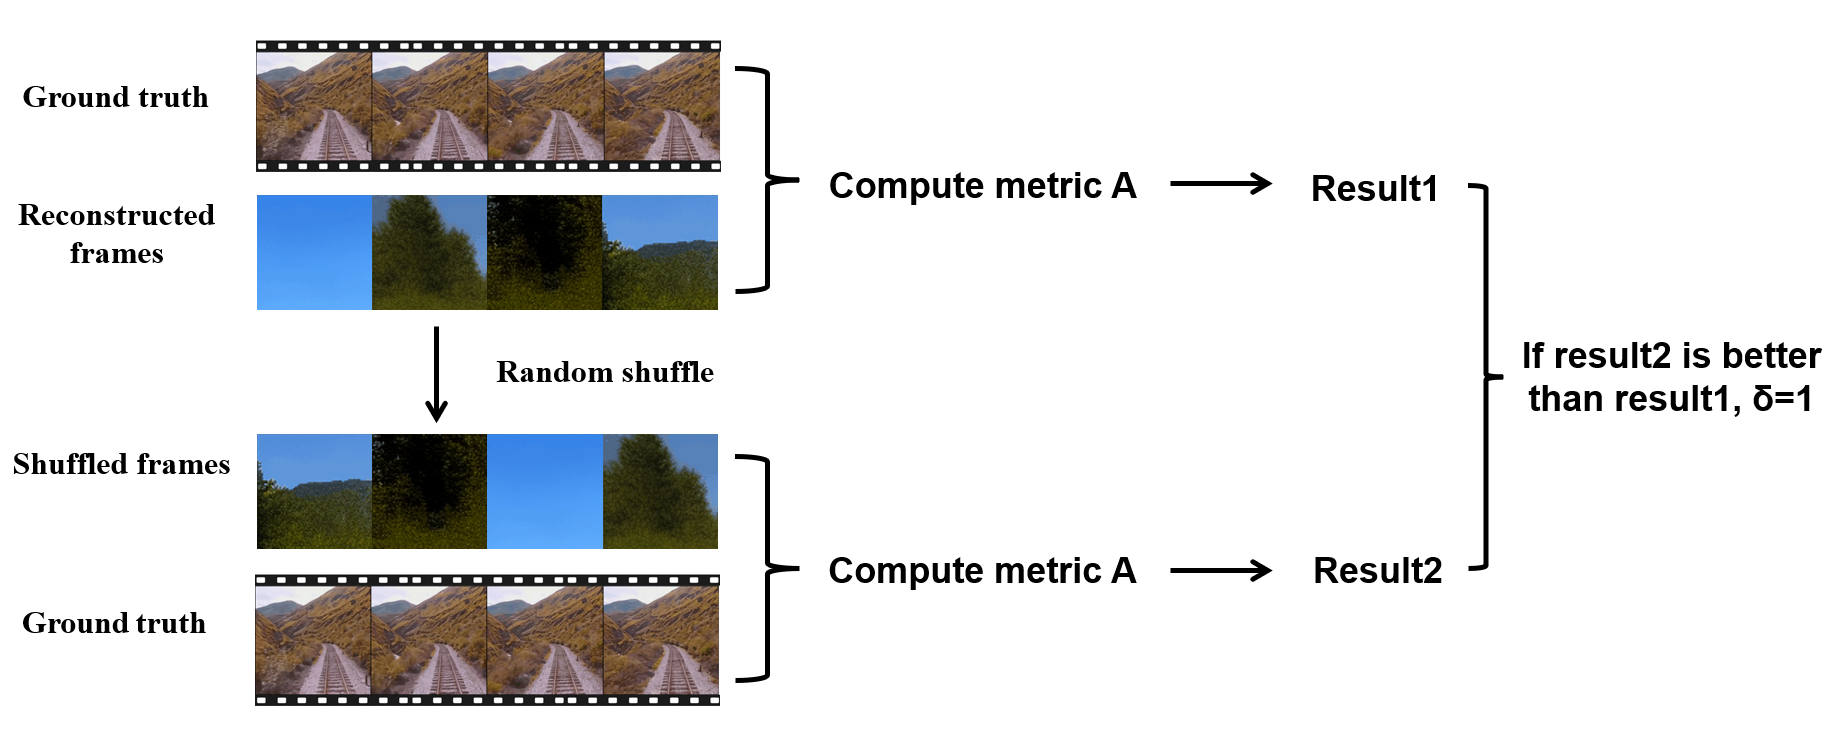 Ground truth
Reconstructed
frames
Compute metric A
Result1
Random shuffle
If result2 is better
than result1, δ=1
Shuffled frames
Ground truth
Compute metric A
Result2